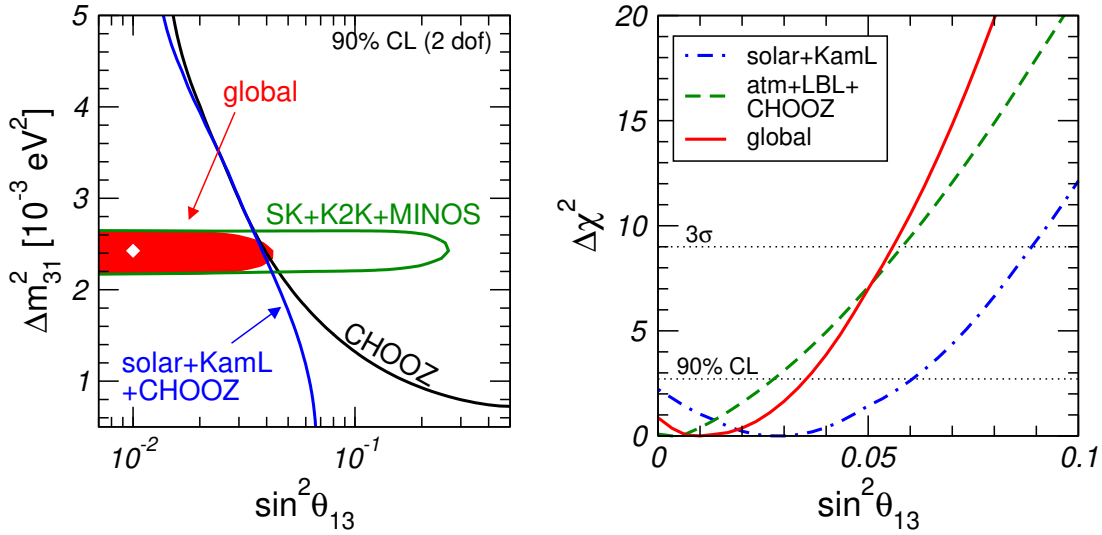 90% CL (2 dof)
global
SK+K2K+MINOS
CHOOZ
solar+KamL
+CHOOZ
5
4
3
2
1
Δm²₃₁ [10⁻³ eV²]
10⁻²
10⁻¹
sin²θ₁₃
solar+KamL
atm+LBL+
CHOOZ
global
3σ
90% CL
20
15
10
5
0
Δχ²
0
0.05
0.1
sin²θ₁₃